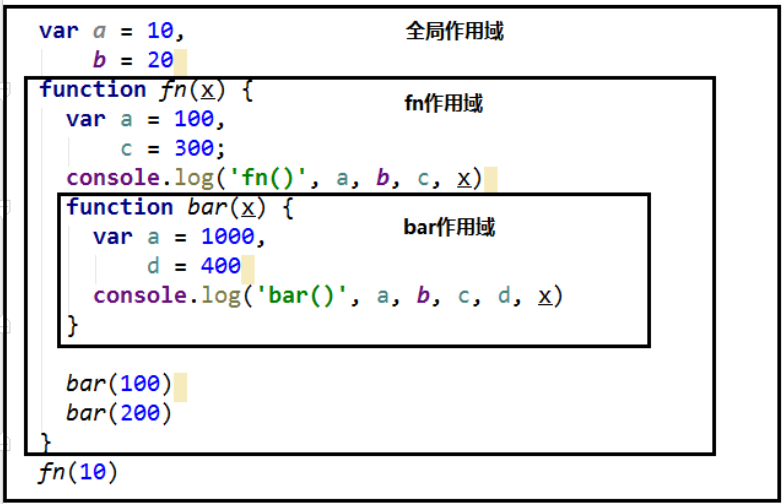 var a = 10, 全局作用域
b = 20
function fn(x) {
fn作用域
var a = 100,
c = 300;
console.log('fn()', a, b, c, x)
function bar(x) {
bar作用域
var a = 1000,
d = 400
console.log('bar()', a, b, c, d, x)
}
bar(100)
bar(200)
}
fn(10)